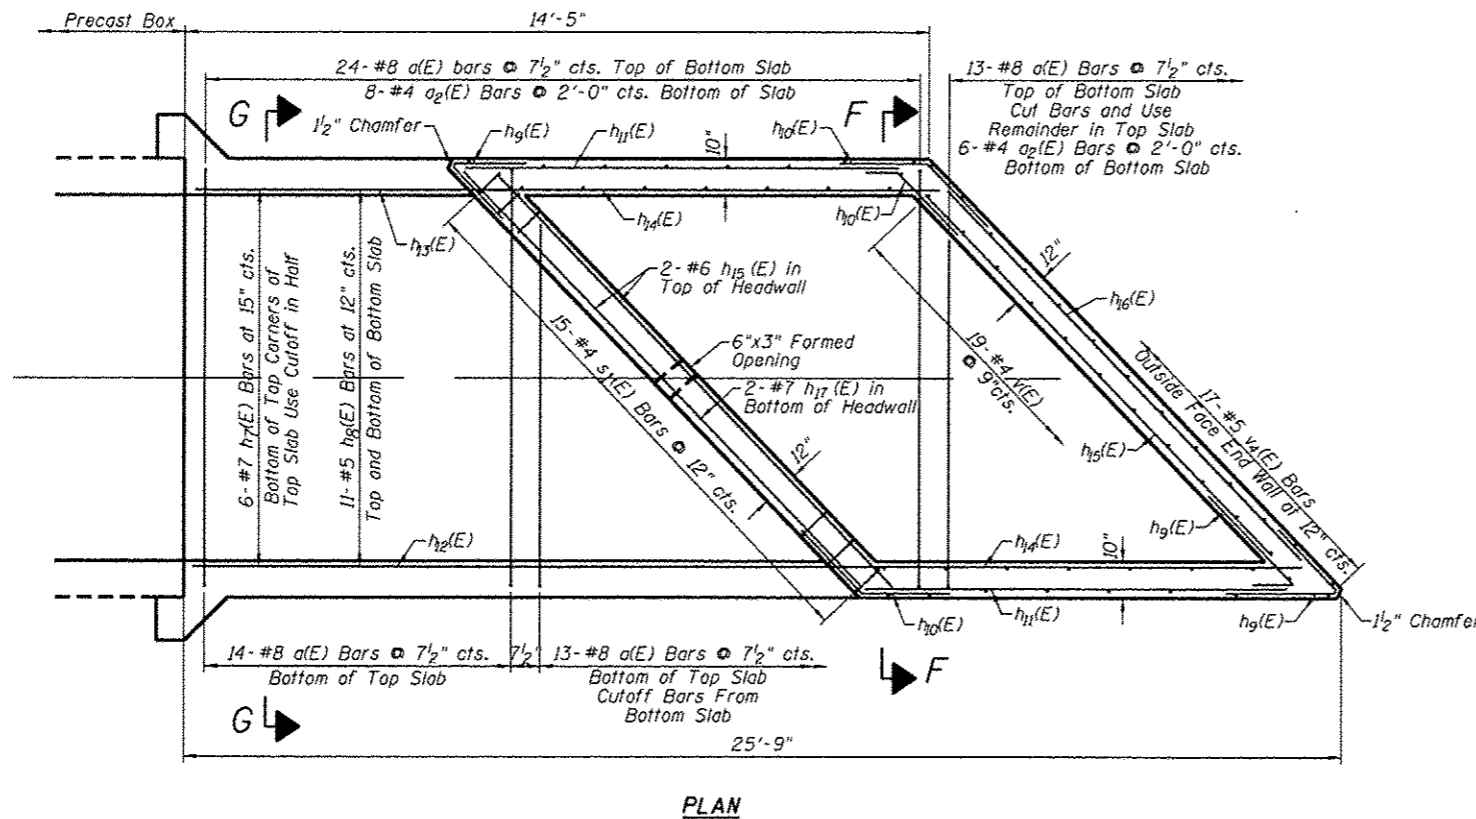 Precast Box
14'-5"
24- #8 a(E) bars @ 7½" cts. Top of Bottom Slab
8- #4 a₂(E) Bars @ 2'-0" cts. Bottom of Slab
13- #8 a(E) Bars @ 7½" cts.
Top of Bottom Slab
Cut Bars and Use
Remainder in Top Slab
6- #4 a₂(E) Bars @ 2'-0" cts.
Bottom of Bottom Slab
G
F
1½" Chamfer
h₉(E)
h₁₁(E)
10"
h₁₀(E)
h₁₃(E)
h₁₄(E)
h₁₀(E)
6- #7 h₇(E) Bars at 15" cts.
Bottom of Top Corners of
Top Slab Use Cutoff in Half
11- #5 h₈(E) Bars at 12" cts.
Top and Bottom of Bottom Slab
2- #6 h₁₅(E) in
Top of Headwall
12"
h₁₆(E)
15- #4 s₁(E) Bars @ 12" cts.
6"x3" Formed
Opening
19- #4 v(E)
@ 9"cts.
2- #7 h₁₇(E) in
Bottom of Headwall
12"
17- #5 v₄(E) Bars
Outside Face End Wall at 12" cts.
h₁₅(E)
h₉(E)
h₁₂(E)
h₁₄(E)
10"
h₁₀(E)
h₁₁(E)
h₉(E)
1½" Chamfer
14- #8 a(E) Bars @ 7½" cts.
Bottom of Top Slab
7½"
13- #8 a(E) Bars @ 7½" cts.
Bottom of Top Slab
Cutoff Bars From
Bottom Slab
F
G
25'-9"
PLAN